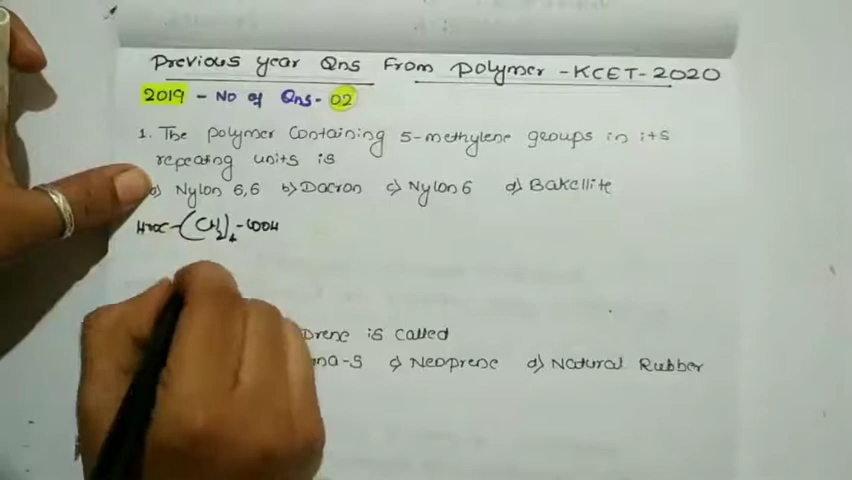 Previous year Qns From Polymer - KCET-2020
2019 - No of Qns - 02
1. The polymer containing 5-methylene groups in its
repeating units is
a) Nylon 6,6 b) Dacron c) Nylon 6 d) Bakellite
HOOC-(CH2)4-COOH
is called
c) Neoprene d) Natural Rubber